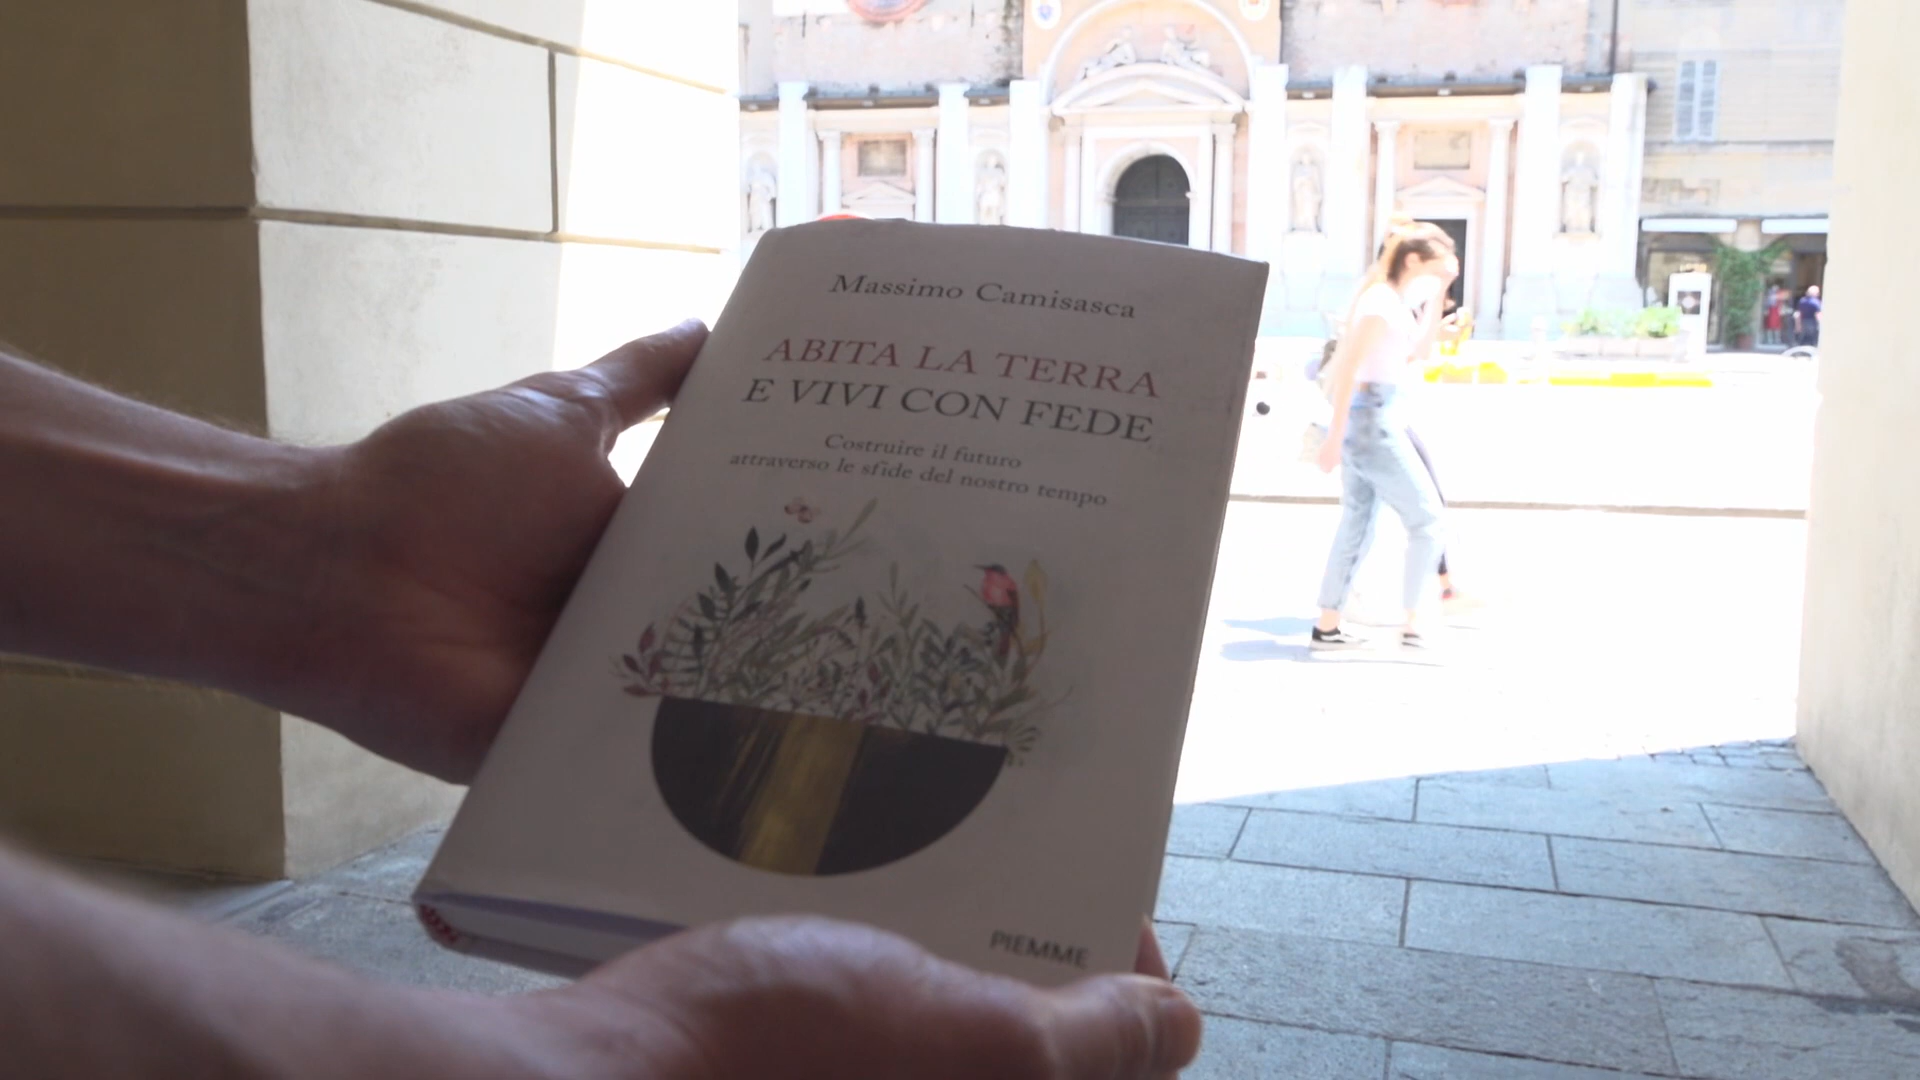 Massimo Camisasca
ABITA LA TERRA
E VIVI CON FEDE
Costruire il futuro
attraverso le sfide del nostro tempo
PIEMME